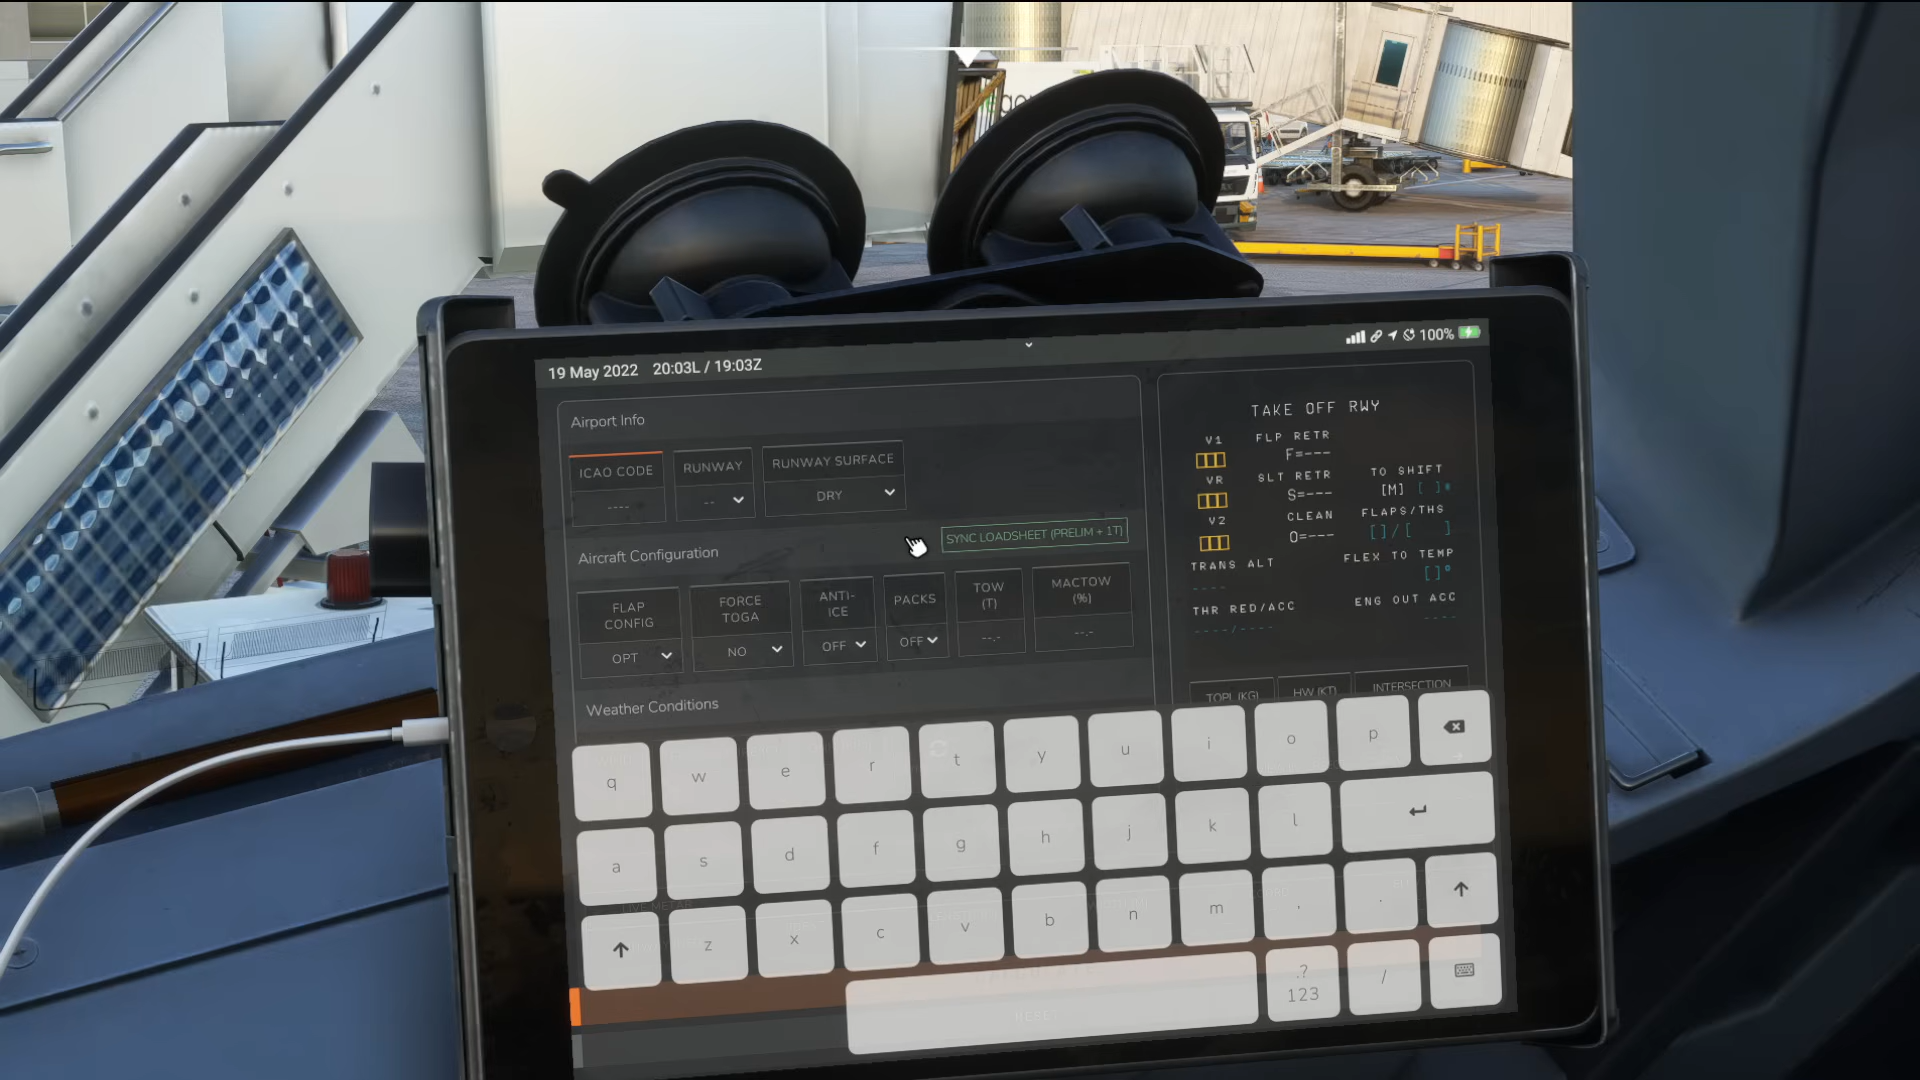 19 May 2022 20:03L / 19:03Z
100%
Airport Info
ICAO CODE
----
RUNWAY
--
RUNWAY SURFACE
DRY
Aircraft Configuration
SYNC LOADSHEET (PRELIM + 1T)
FLAP CONFIG
OPT
FORCE TOGA
NO
ANTI-ICE
OFF
PACKS
OFF
TOW (T)
--.-
MACTOW (%)
--.-
Weather Conditions
TAKE OFF RWY
V1
FLP RETR
F=---
VR
SLT RETR
S=---
TO SHIFT
[M] [ ]*
V2
CLEAN
O=---
FLAPS/THS
[]/[ ]
TRANS ALT
----
FLEX TO TEMP
[]°
THR RED/ACC
----/----
ENG OUT ACC
----
TOPL (KG)
HW (KT)
INTERSECTION
q w e r t y u i o p
a s d f g h j k l
z x c v b n m , .
.?123 /
RESET